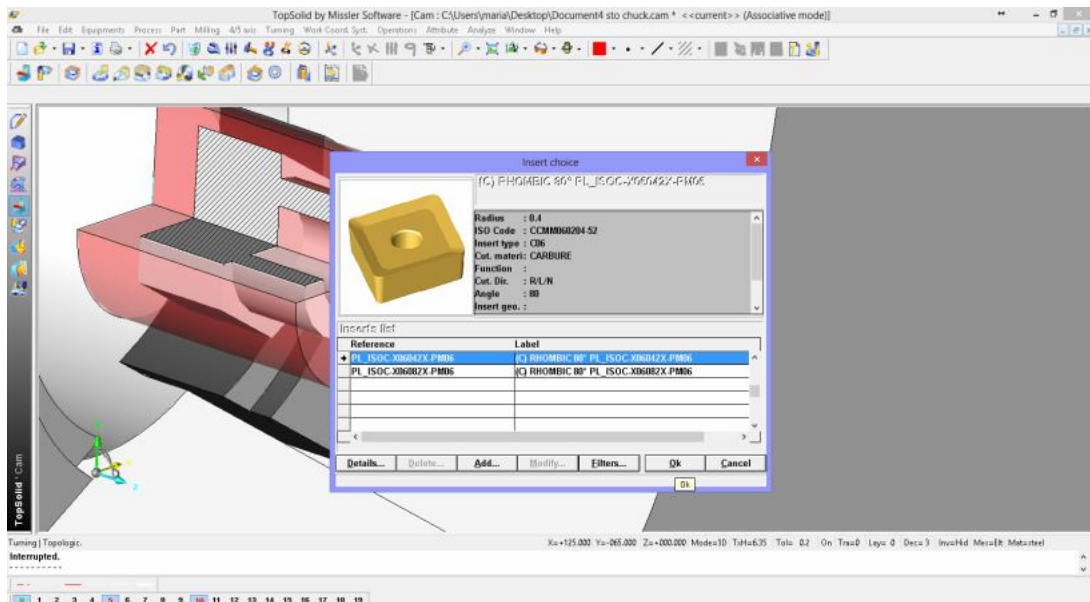 TopSolid by Missler Software - [Cam : C:\Users\maria\Desktop\Document4 sto chuck.cam * <<current>> (Associative mode)]
File Edit Equipments Process Part Milling 4/5 axis Turning Work Coord. Syst. Operations Attribute Analyze Window Help
Insert choice
(C) RHOMBIC 80° PL_ISOC-X06042X-PM06
Radius : 0.4
ISO Code : CCMM060204-52
Insert type : C06
Cut. materi: CARBURE
Function :
Cut. Dir. : R/L/N
Angle : 80
Insert geo. :
Inserts list
Reference Label
PL_ISOC-X06042X-PM06 (C) RHOMBIC 80° PL_ISOC-X06042X-PM06
PL_ISOC-X06082X-PM06 (C) RHOMBIC 80° PL_ISOC-X06082X-PM06
Details... Delete... Add... Modify... Filters... Ok Cancel
Ok
TopSolid'Cam
Turning | Topologic.
X=+125.000 Y=-065.000 Z=+000.000 Mode=3D TxH=6.35 Tol= 0.2 On Tra=0 Lay= 0 Dec= 3 Inv=Hid Mes=Elt Mat=steel
Interrupted.
----------
0 1 2 3 4 5 6 7 8 9 10 11 12 13 14 15 16 17 18 19